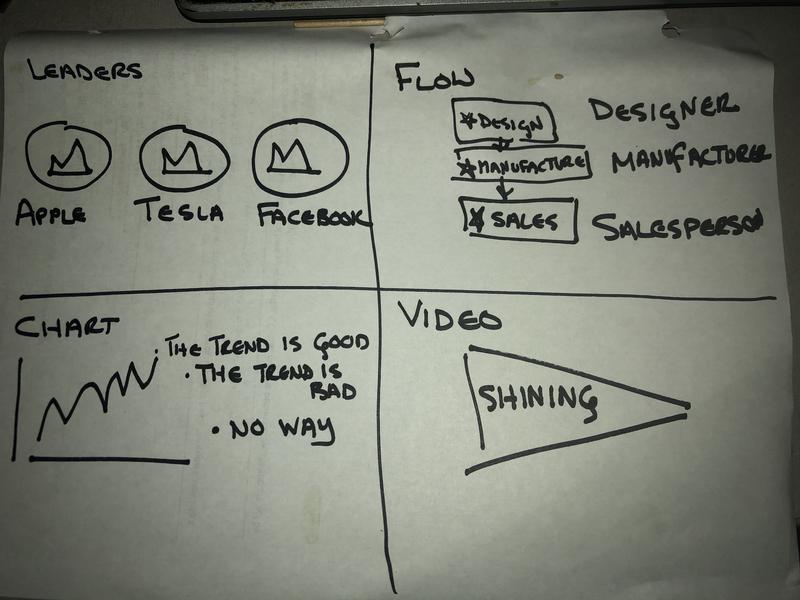 LEADERS
APPLE TESLA FACEBOOK
FLOW
DESIGN DESIGNER
MANUFACTURE MANUFACTURER
SALES SALESPERSON
CHART
• THE TREND IS GOOD
• THE TREND IS
BAD
• NO WAY
VIDEO
SHINING